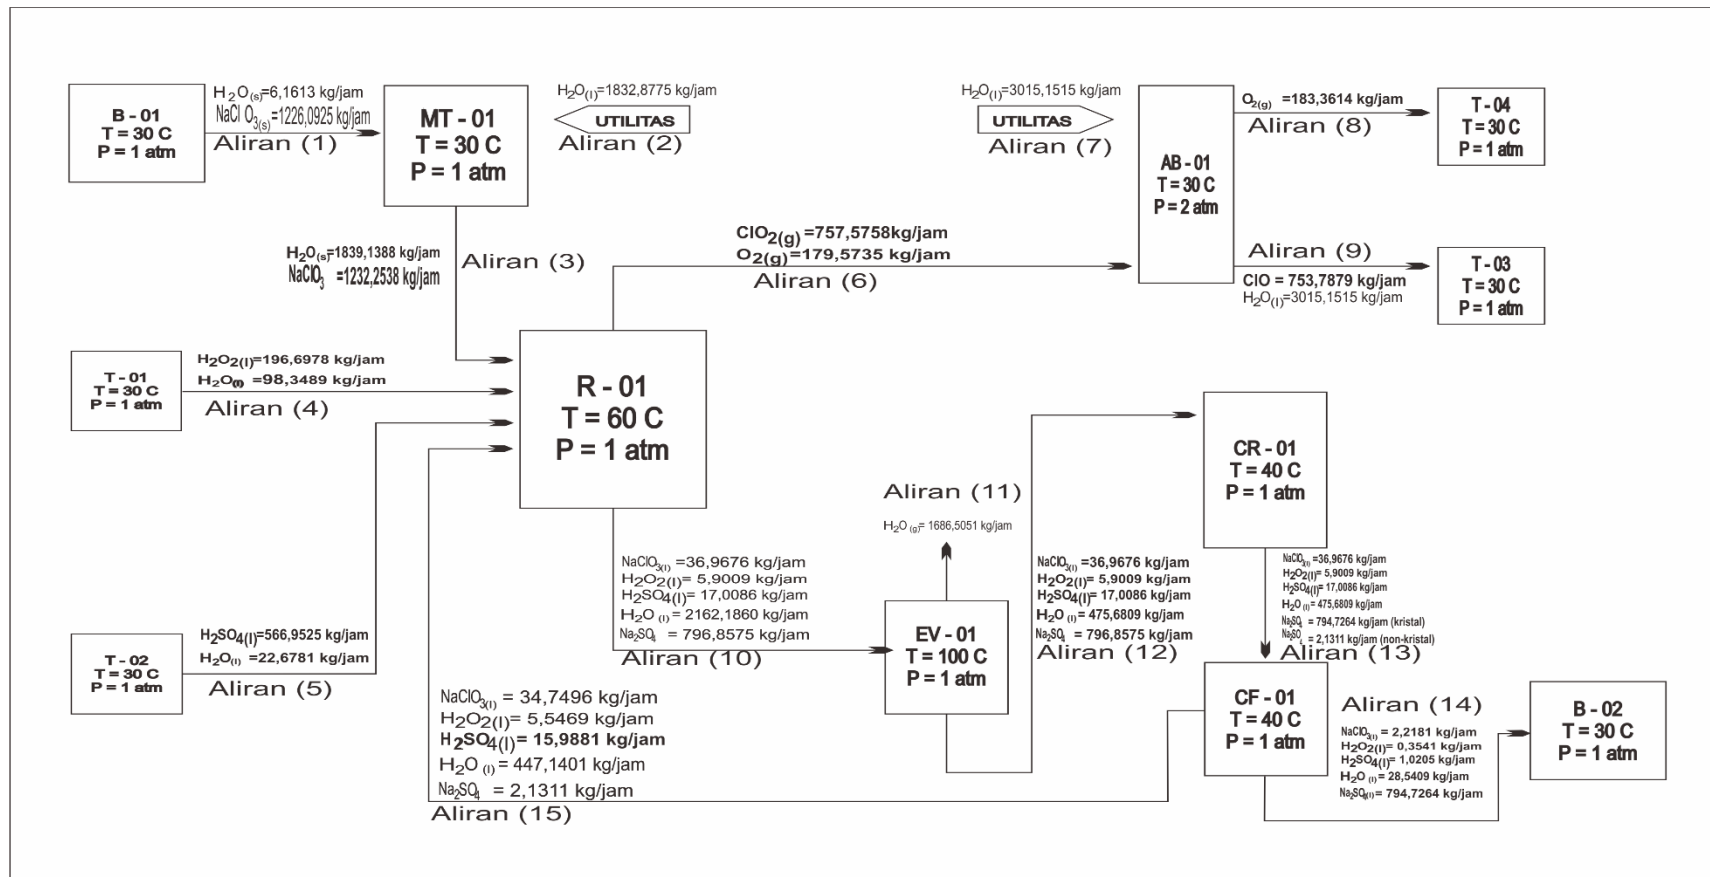 B - 01
T = 30 C
P = 1 atm
H2O(s)=6,1613 kg/jam
NaCl O3(s)=1226,0925 kg/jam
Aliran (1)
MT - 01
T = 30 C
P = 1 atm
H2O(l)=1832,8775 kg/jam
UTILITAS
Aliran (2)
H2O(l)=3015,1515 kg/jam
UTILITAS
Aliran (7)
AB - 01
T = 30 C
P = 2 atm
O2(g) =183,3614 kg/jam
Aliran (8)
T - 04
T = 30 C
P = 1 atm
H2O(s)=1839,1388 kg/jam
NaClO3 =1232,2538 kg/jam
Aliran (3)
ClO2(g) =757,5758kg/jam
O2(g) =179,5735 kg/jam
Aliran (6)
Aliran (9)
ClO = 753,7879 kg/jam
H2O(l)=3015,1515 kg/jam
T - 03
T = 30 C
P = 1 atm
T - 01
T = 30 C
P = 1 atm
H2O2(l)=196,6978 kg/jam
H2O(l) =98,3489 kg/jam
Aliran (4)
R - 01
T = 60 C
P = 1 atm
CR - 01
T = 40 C
P = 1 atm
Aliran (11)
H2O (g)= 1686,5051 kg/jam
T - 02
T = 30 C
P = 1 atm
H2SO4(l)=566,9525 kg/jam
H2O(l) =22,6781 kg/jam
Aliran (5)
NaClO3(l) =36,9676 kg/jam
H2O2(l)= 5,9009 kg/jam
H2SO4(l)= 17,0086 kg/jam
H2O (l) = 2162,1860 kg/jam
Na2SO4 = 796,8575 kg/jam
Aliran (10)
EV - 01
T = 100 C
P = 1 atm
NaClO3(l) =36,9676 kg/jam
H2O2(l)= 5,9009 kg/jam
H2SO4(l)= 17,0086 kg/jam
H2O (l) = 475,6809 kg/jam
Na2SO4 = 796,8575 kg/jam
Aliran (12)
NaClO3(l) =36,9676 kg/jam
H2O2(l)= 5,9009 kg/jam
H2SO4(l)= 17,0086 kg/jam
H2O (l) = 475,6809 kg/jam
Na2SO4 = 794,7264 kg/jam (kristal)
Na2SO4 = 2,1311 kg/jam (non-kristal)
Aliran (13)
NaClO3(l) = 34,7496 kg/jam
H2O2(l)= 5,5469 kg/jam
H2SO4(l)= 15,9881 kg/jam
H2O (l) = 447,1401 kg/jam
Na2SO4 = 2,1311 kg/jam
Aliran (15)
CF - 01
T = 40 C
P = 1 atm
Aliran (14)
NaClO3(l) = 2,2181 kg/jam
H2O2(l)= 0,3541 kg/jam
H2SO4(l)= 1,0205 kg/jam
H2O (l) = 28,5409 kg/jam
Na2SO4(l)= 794,7264 kg/jam
B - 02
T = 30 C
P = 1 atm